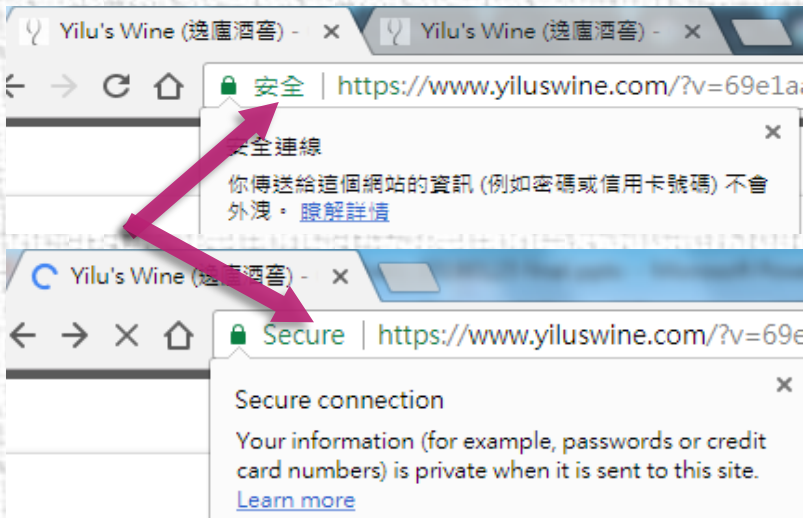 Yilu's Wine (逸廬酒窖) - Yilu's Wine (逸廬酒窖) -
安全 | https://www.yiluswine.com/?v=69e1a
安全連線
你傳送給這個網站的資訊 (例如密碼或信用卡號碼) 不會
外洩。瞭解詳情
Yilu's Wine (逸廬酒窖) -
Secure | https://www.yiluswine.com/?v=69e
Secure connection
Your information (for example, passwords or credit
card numbers) is private when it is sent to this site.
Learn more